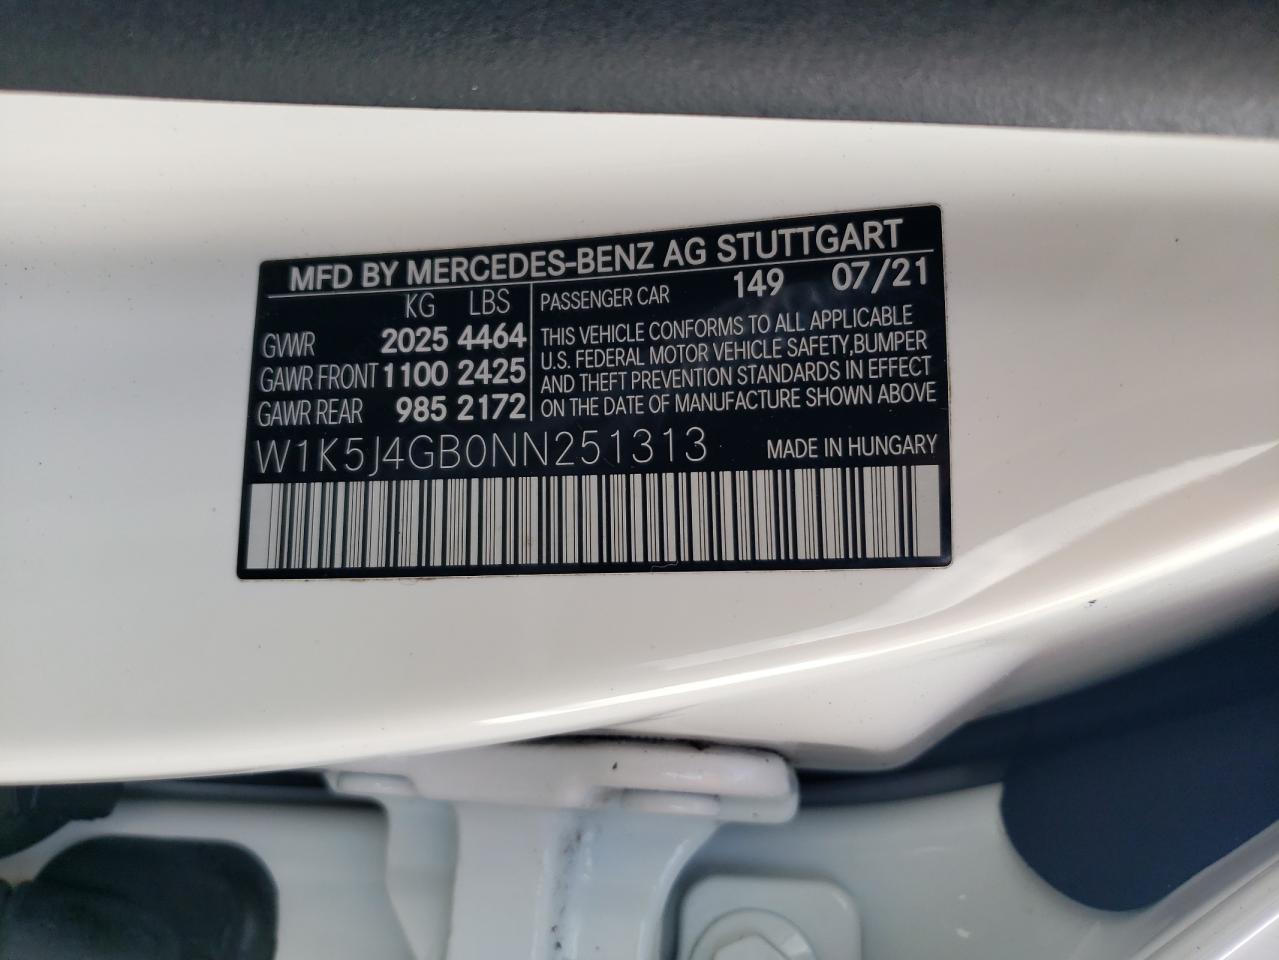 MFD BY MERCEDES-BENZ AG STUTTGART
KG LBS
GVWR 2025 4464
GAWR FRONT 1100 2425
GAWR REAR 985 2172
PASSENGER CAR 149 07/21
THIS VEHICLE CONFORMS TO ALL APPLICABLE
U.S. FEDERAL MOTOR VEHICLE SAFETY,BUMPER
AND THEFT PREVENTION STANDARDS IN EFFECT
ON THE DATE OF MANUFACTURE SHOWN ABOVE
W1K5J4GB0NN251313 MADE IN HUNGARY